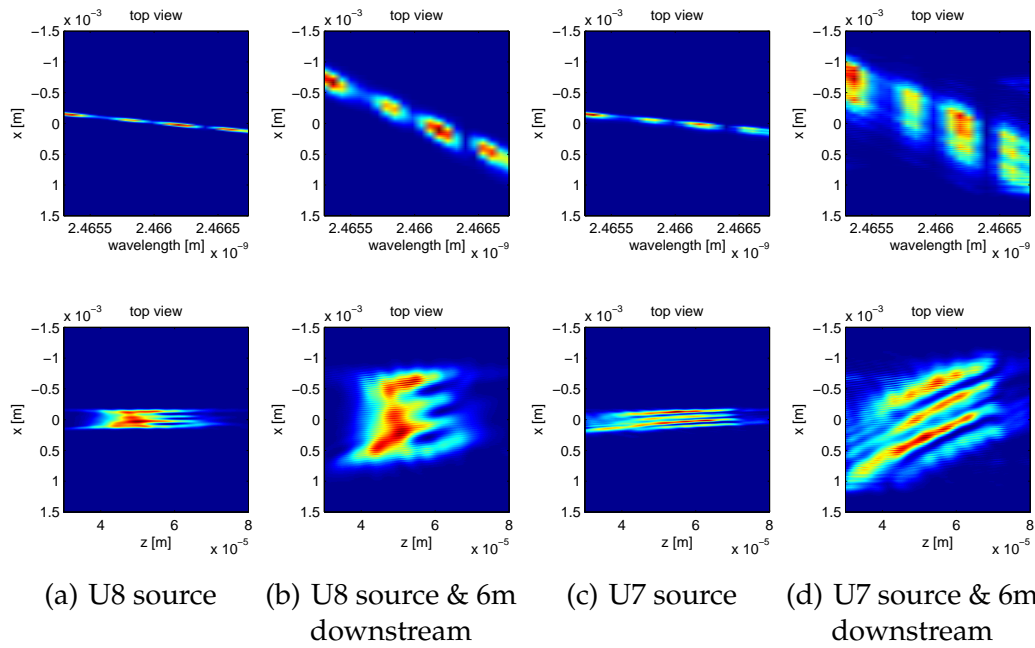 x 10⁻³ top view
−1.5
−1
−0.5
0
0.5
1
1.5
x [m]
2.4655 2.466 2.4665
wavelength [m] x 10⁻⁹
x 10⁻³ top view
−1.5
−1
−0.5
0
0.5
1
1.5
x [m]
2.4655 2.466 2.4665
wavelength [m] x 10⁻⁹
x 10⁻³ top view
−1.5
−1
−0.5
0
0.5
1
1.5
x [m]
2.4655 2.466 2.4665
wavelength [m] x 10⁻⁹
x 10⁻³ top view
−1.5
−1
−0.5
0
0.5
1
1.5
x [m]
2.4655 2.466 2.4665
wavelength [m] x 10⁻⁹
x 10⁻³ top view
−1.5
−1
−0.5
0
0.5
1
1.5
x [m]
4 6 8
z [m] x 10⁻⁵
x 10⁻³ top view
−1.5
−1
−0.5
0
0.5
1
1.5
x [m]
4 6 8
z [m] x 10⁻⁵
x 10⁻³ top view
−1.5
−1
−0.5
0
0.5
1
1.5
x [m]
4 6 8
z [m] x 10⁻⁵
x 10⁻³ top view
−1.5
−1
−0.5
0
0.5
1
1.5
x [m]
4 6 8
z [m] x 10⁻⁵
(a) U8 source
(b) U8 source & 6m
downstream
(c) U7 source
(d) U7 source & 6m
downstream